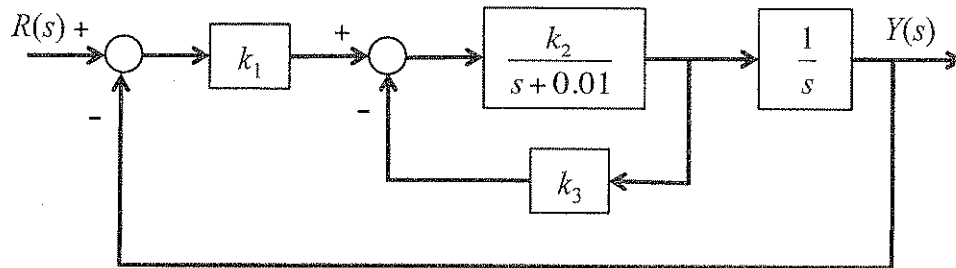 R(s) +
-
k₁
+
-
k₂
s + 0.01
k₃
1
s
Y(s)